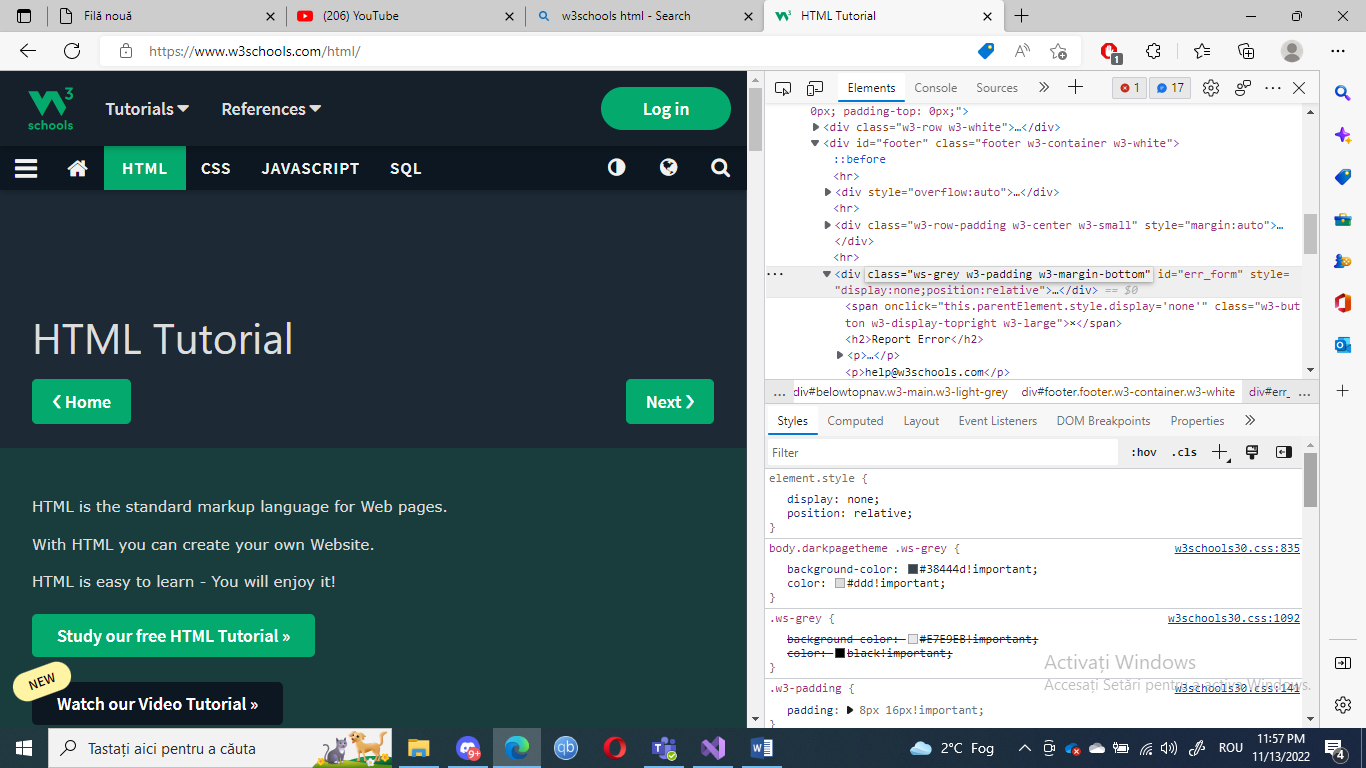 Filă nouă
(206) YouTube
w3schools html - Search
HTML Tutorial
https://www.w3schools.com/html/
1
3
schools
Tutorials
References
Log in
HTML
CSS
JAVASCRIPT
SQL
HTML Tutorial
❮ Home
Next ❯
HTML is the standard markup language for Web pages.
With HTML you can create your own Website.
HTML is easy to learn - You will enjoy it!
Study our free HTML Tutorial »
NEW
Watch our Video Tutorial »
Elements
Console
Sources
1
17
0px; padding-top: 0px;">
<div class="w3-row w3-white">…</div>
<div id="footer" class="footer w3-container w3-white">
::before
<hr>
<div style="overflow:auto">…</div>
<hr>
<div class="w3-row-padding w3-center w3-small" style="margin:auto">…
</div>
<hr>
<div class="ws-grey w3-padding w3-margin-bottom" id="err_form" style=
"display:none;position:relative">…</div> == $0
<span onclick="this.parentElement.style.display='none'" class="w3-but
ton w3-display-topright w3-large">×</span>
<h2>Report Error</h2>
<p>…</p>
<p>help@w3schools.com</p>
... div#belowtopnav.w3-main.w3-light-grey div#footer.footer.w3-container.w3-white div#err_ ...
Styles
Computed
Layout
Event Listeners
DOM Breakpoints
Properties
Filter
:hov
.cls
element.style {
display: none;
position: relative;
}
body.darkpagetheme .ws-grey {
w3schools30.css:835
background-color: #38444d!important;
color: #ddd!important;
}
.ws-grey {
w3schools30.css:1092
background-color: #E7E9EB!important;
color: black!important;
}
Activați Windows
Accesați Setări pentru a activa Windows.
.w3-padding {
w3schools30.css:141
padding: 8px 16px!important;
}
Tastați aici pentru a căuta
9+
qb
2°C Fog
ROU
11:57 PM
11/13/2022
4